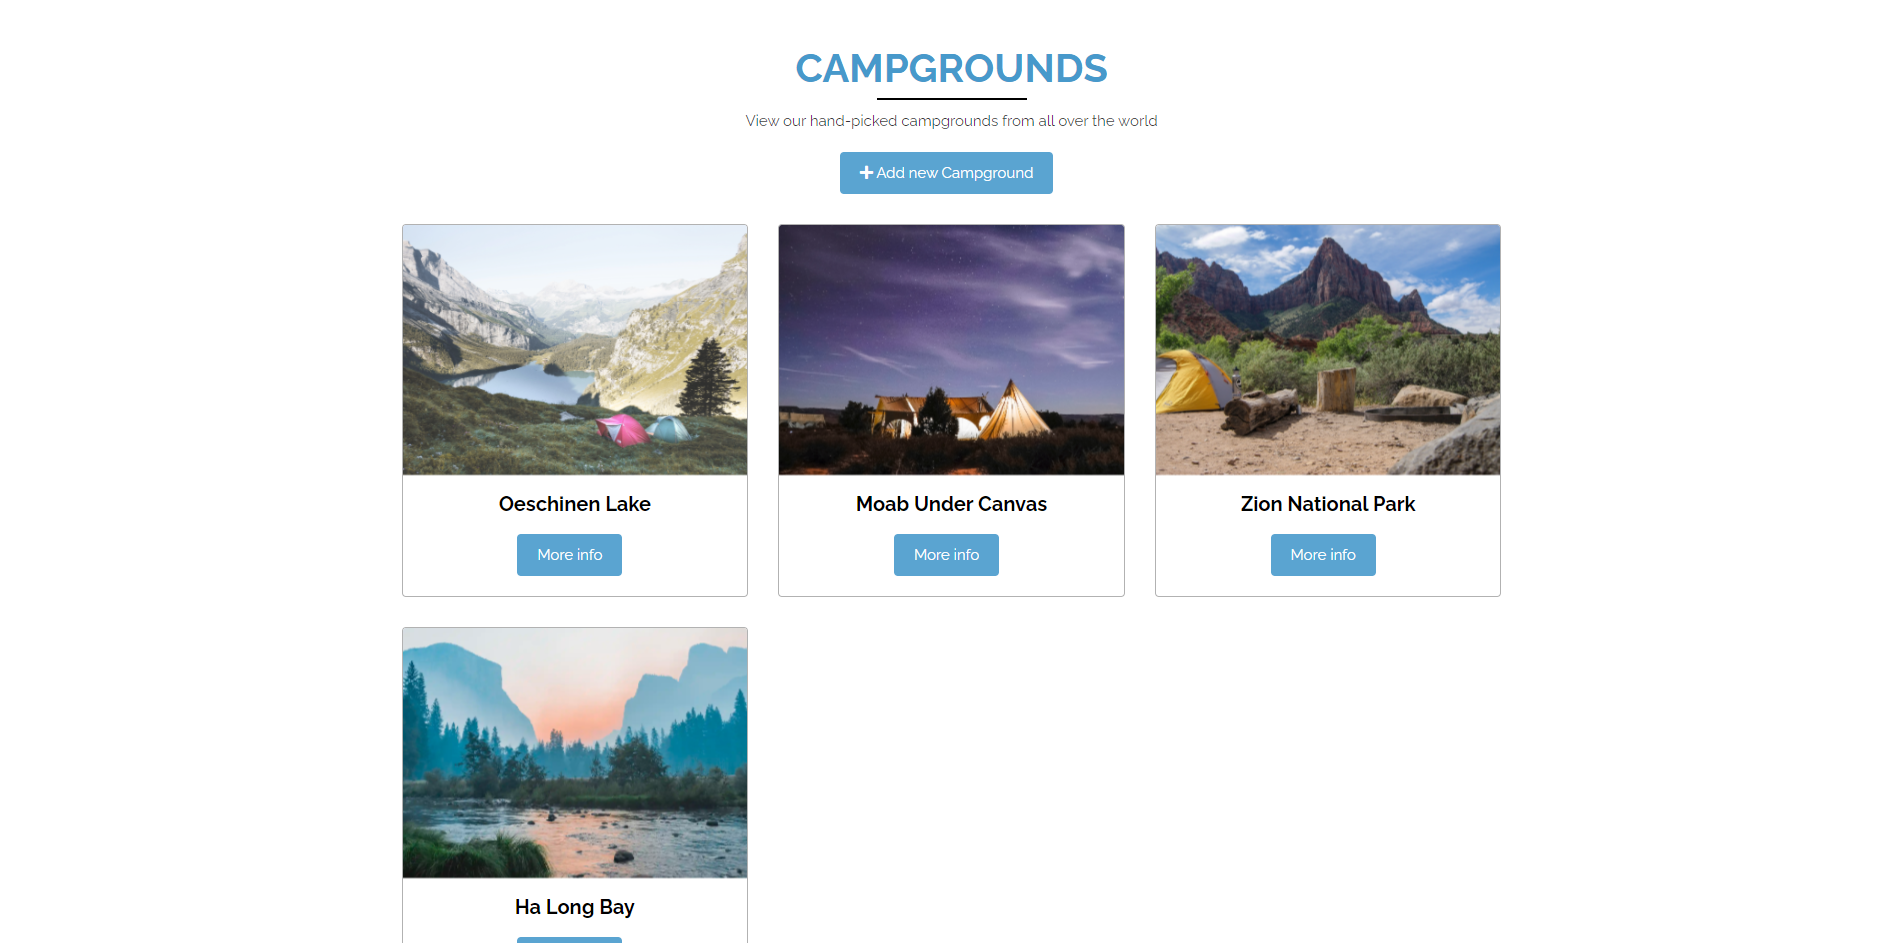 CAMPGROUNDS
View our hand-picked campgrounds from all over the world
Add new Campground
Oeschinen Lake
Moab Under Canvas
Zion National Park
More info
More info
More info
Ha Long Bay